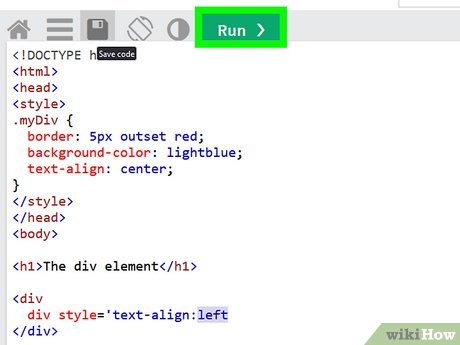 Run ❯
<!DOCTYPE h
Save code
<html>
<head>
<style>
.myDiv {
  border: 5px outset red;
  background-color: lightblue;
  text-align: center;
}
</style>
</head>
<body>
<h1>The div element</h1>
<div
  div style='text-align:left
</div>
wikiHow